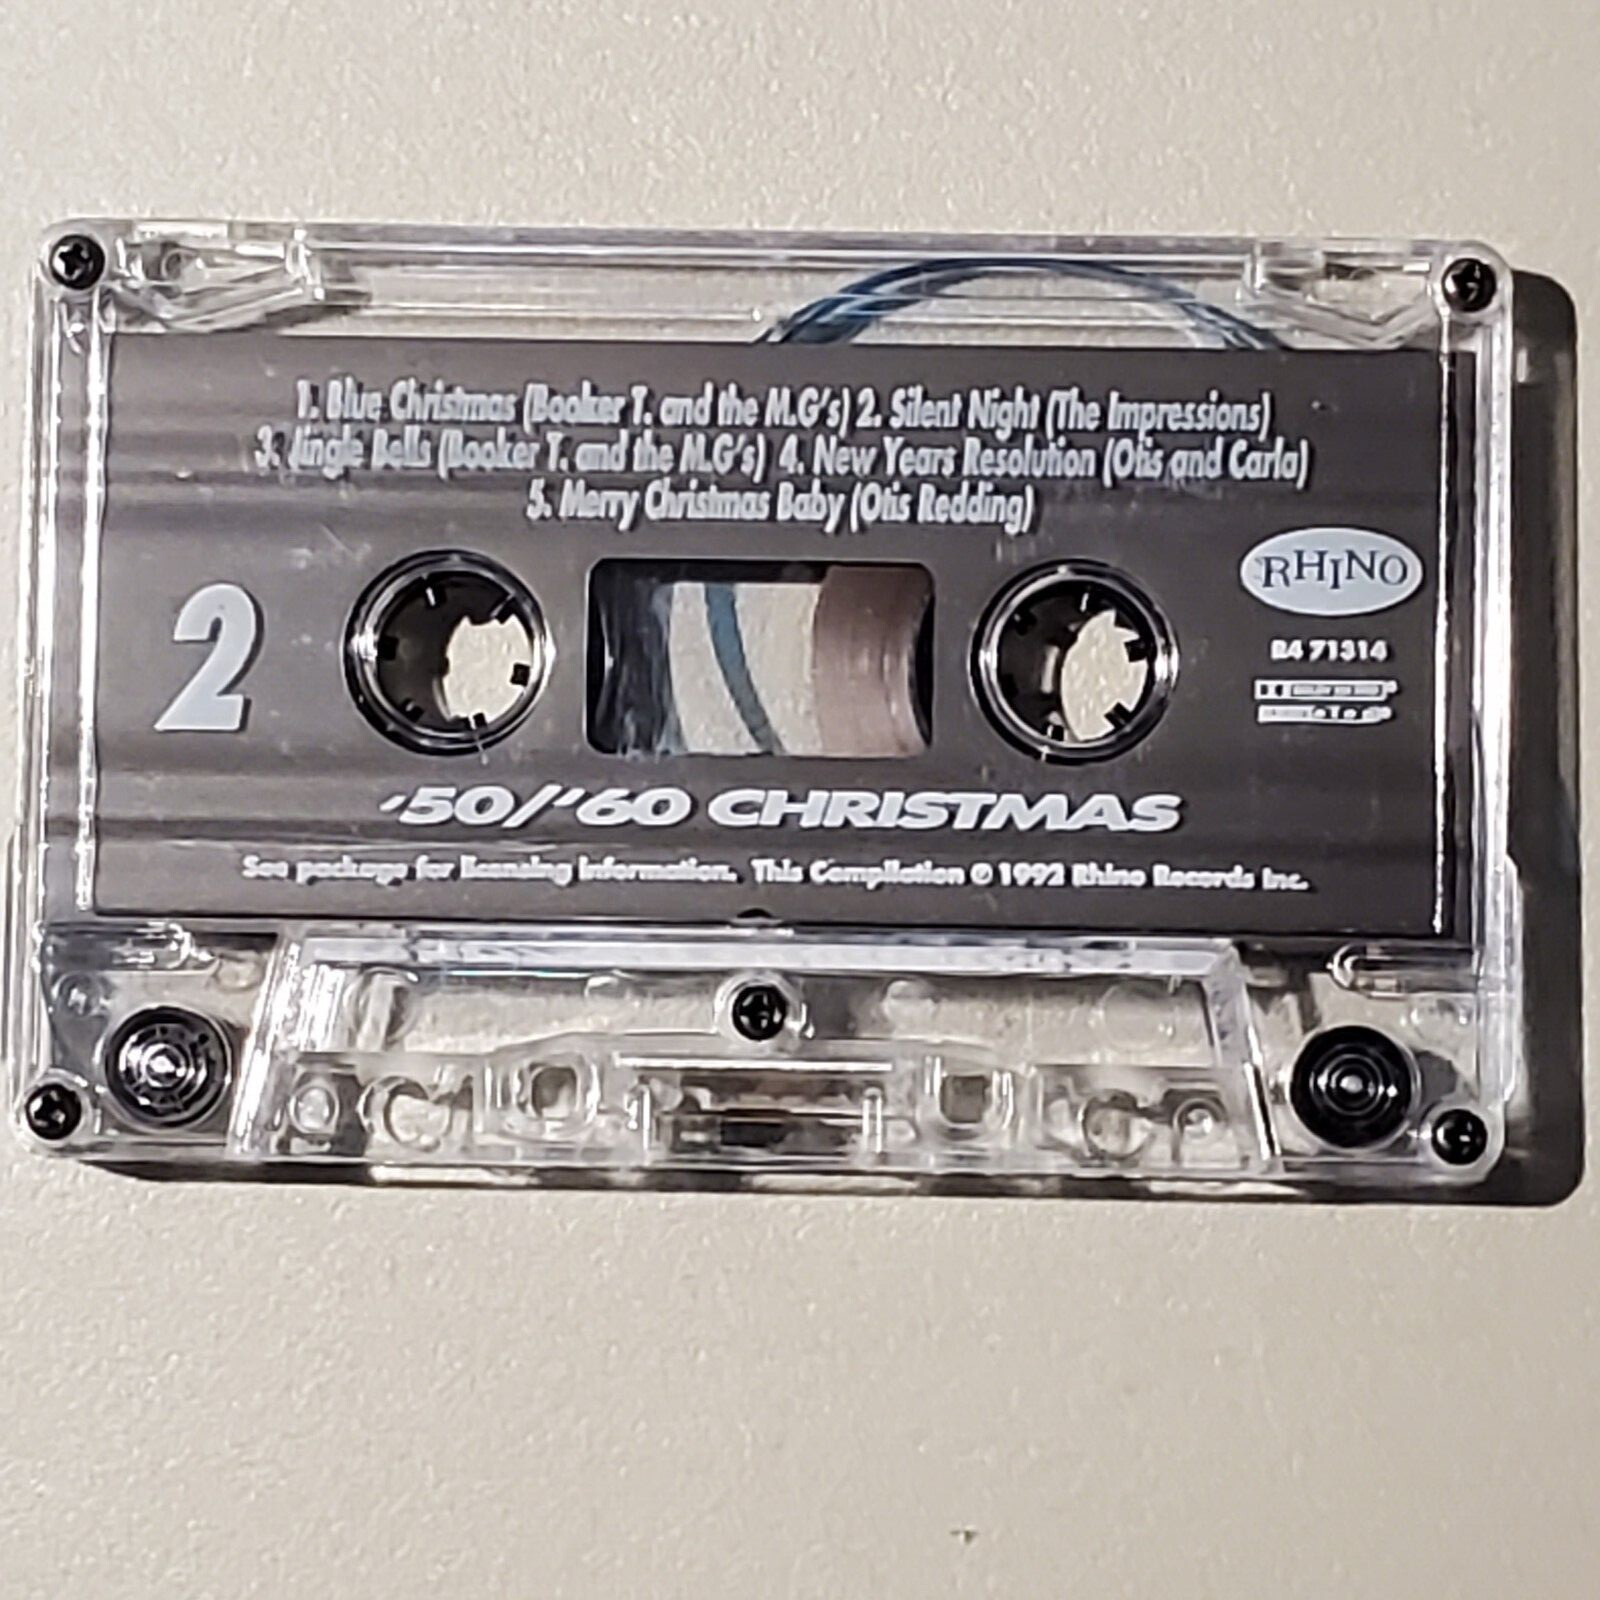 1. Blue Christmas (Booker T. and the M.G's) 2. Silent Night (The Impressions)
3. Jingle Bells (Booker T. and the M.G's) 4. New Years Resolution (Otis and Carla)
5. Merry Christmas Baby (Otis Redding)
RHINO
R4 71314
2
'50/'60 CHRISTMAS
See package for licensing information. This Compilation © 1992 Rhino Records Inc.